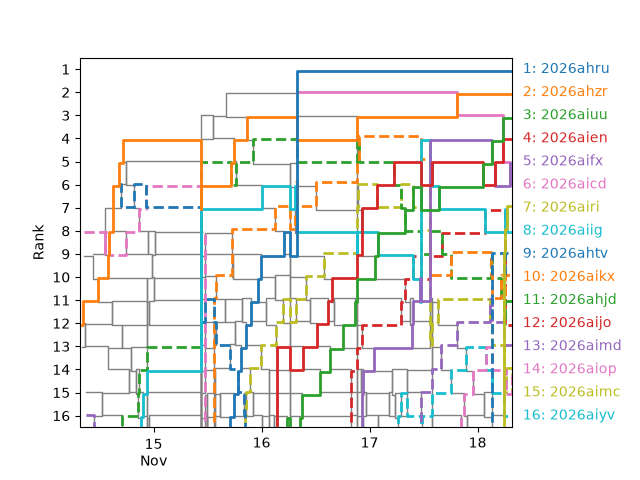 1
2
3
4
5
6
7
8
9
10
11
12
13
14
15
16
Rank
15
16
17
18
Nov
1: 2026ahru
2: 2026ahzr
3: 2026aiuu
4: 2026aien
5: 2026aifx
6: 2026aicd
7: 2026airi
8: 2026aiig
9: 2026ahtv
10: 2026aikx
11: 2026ahjd
12: 2026aijo
13: 2026aimd
14: 2026aiop
15: 2026aimc
16: 2026aiyv